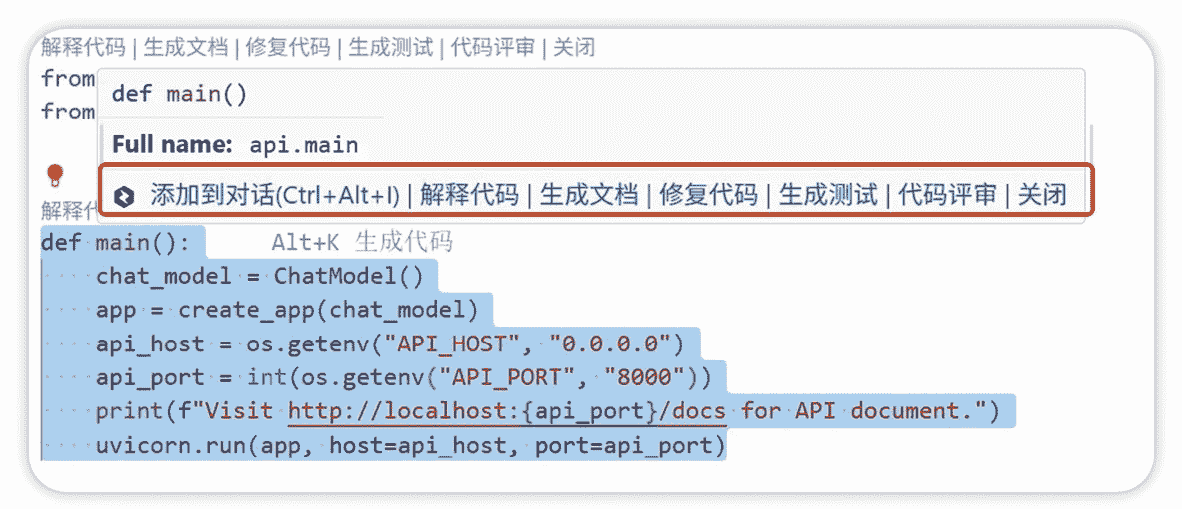 解释代码 | 生成文档 | 修复代码 | 生成测试 | 代码评审 | 关闭
from
def main()
from
Full name: api.main
添加到对话(Ctrl+Alt+I) | 解释代码 | 生成文档 | 修复代码 | 生成测试 | 代码评审 | 关闭
解释
def main(): Alt+K 生成代码
chat_model = ChatModel()
app = create_app(chat_model)
api_host = os.getenv("API_HOST", "0.0.0.0")
api_port = int(os.getenv("API_PORT", "8000"))
print(f"Visit http://localhost:{api_port}/docs for API document.")
uvicorn.run(app, host=api_host, port=api_port)